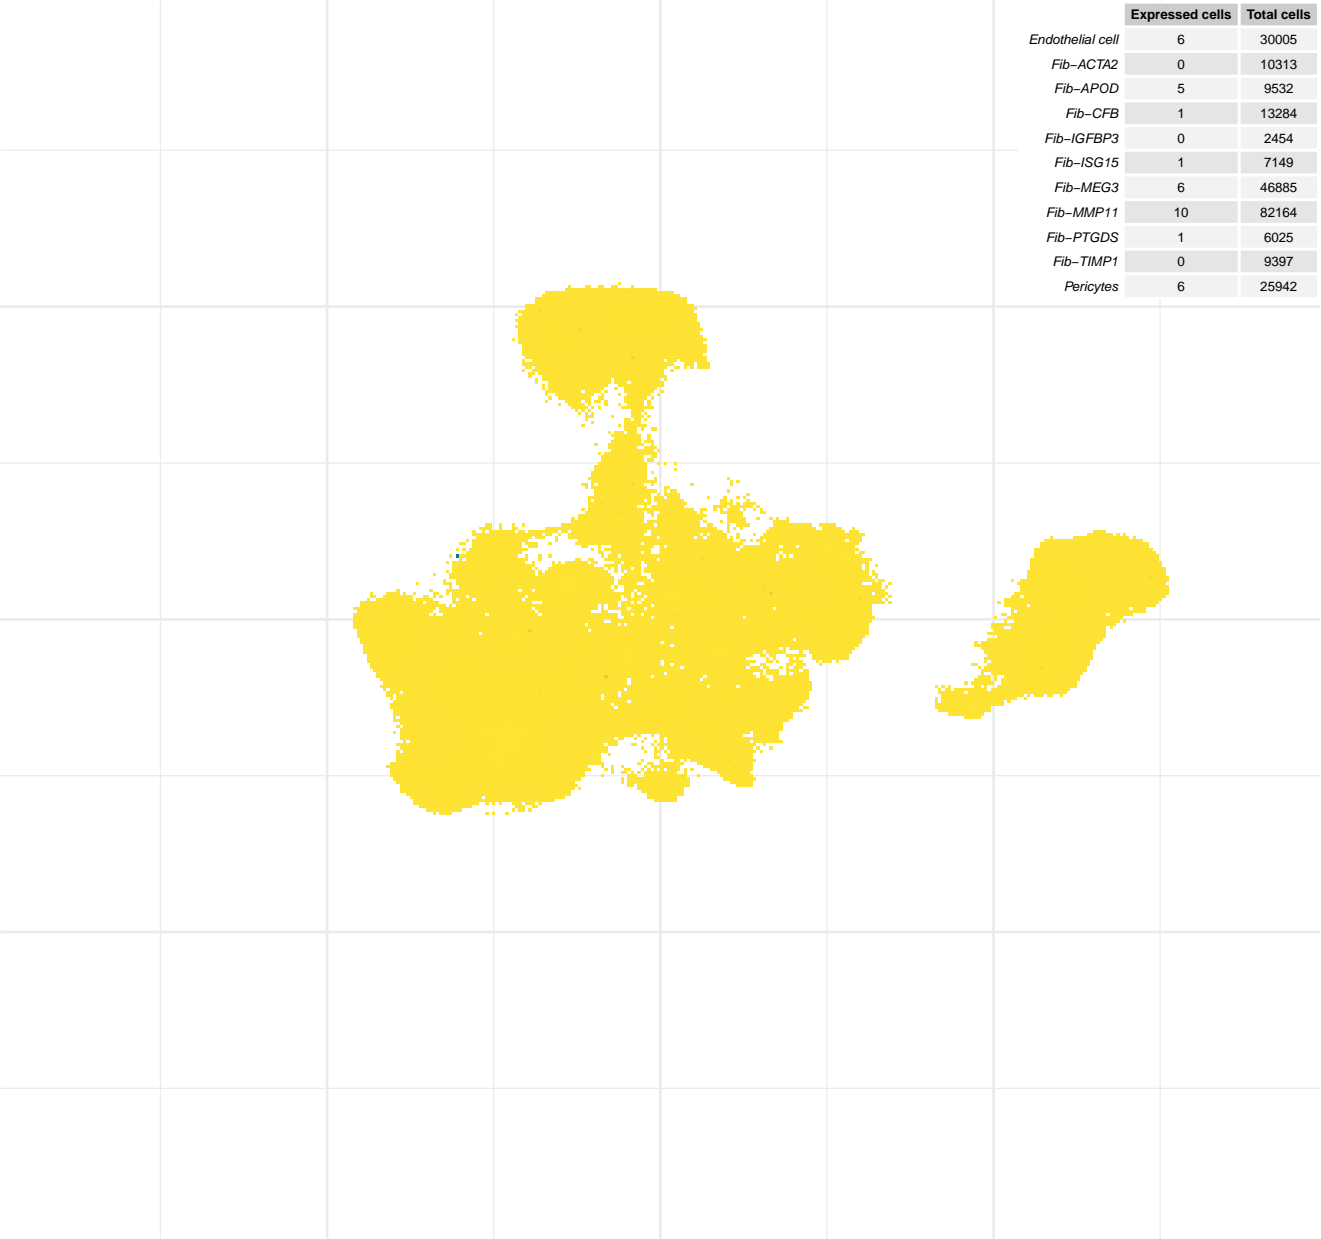 Expressed cells Total cells
Endothelial cell 6 30005
Fib−ACTA2 0 10313
Fib−APOD 5 9532
Fib−CFB 1 13284
Fib−IGFBP3 0 2454
Fib−ISG15 1 7149
Fib−MEG3 6 46885
Fib−MMP11 10 82164
Fib−PTGDS 1 6025
Fib−TIMP1 0 9397
Pericytes 6 25942